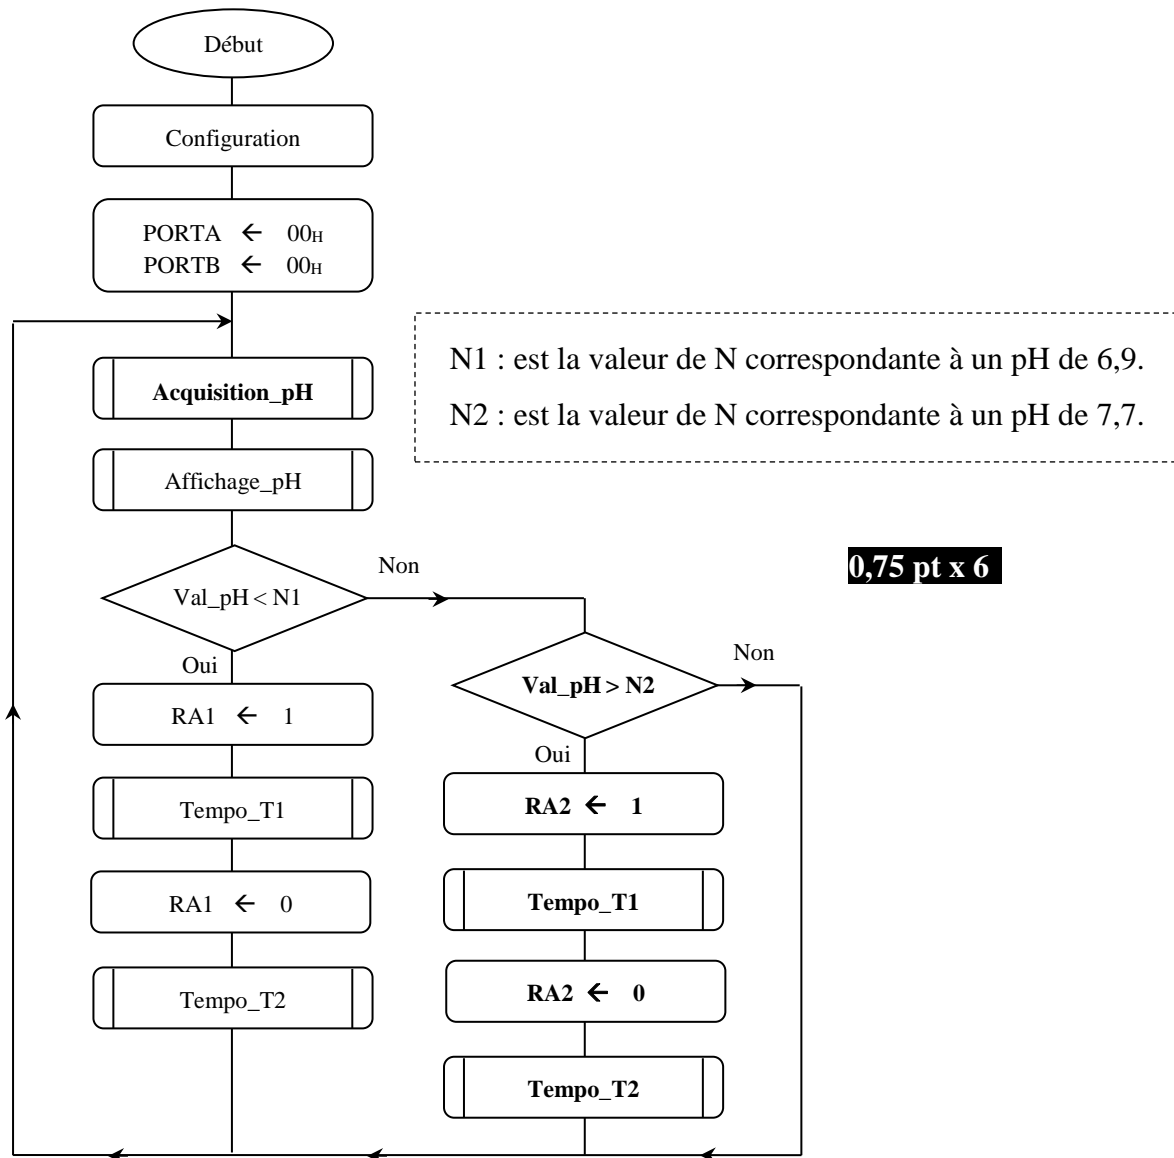 Début
Configuration
PORTA ← 00H
PORTB ← 00H
N1 : est la valeur de N correspondante à un pH de 6,9.
N2 : est la valeur de N correspondante à un pH de 7,7.
Acquisition_pH
Affichage_pH
Non
0,75 pt x 6
Val_pH < N1
Oui
Non
Val_pH > N2
RA1 ← 1
Oui
Tempo_T1
RA2 ← 1
RA1 ← 0
Tempo_T1
Tempo_T2
RA2 ← 0
Tempo_T2